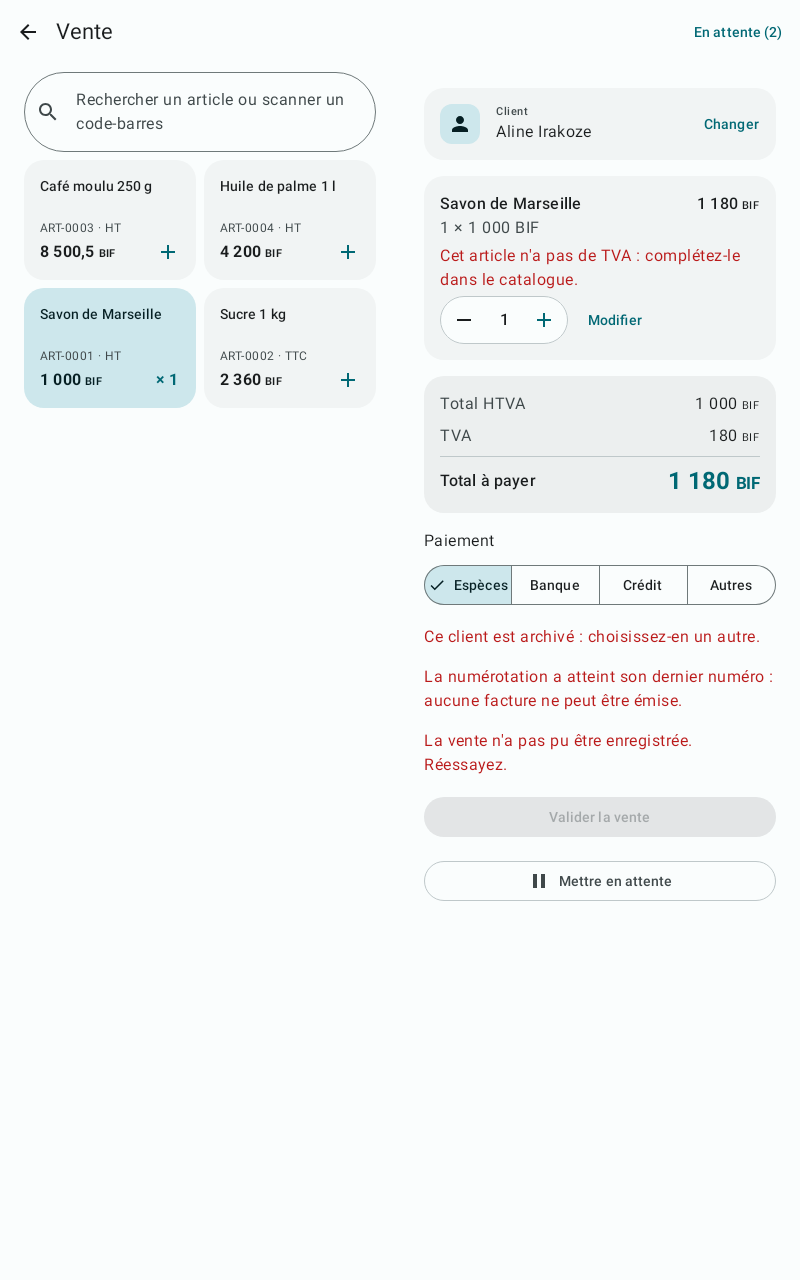 Vente
En attente (2)
Rechercher un article ou scanner un
code-barres
Café moulu 250 g
ART-0003 · HT
8 500,5 BIF
Huile de palme 1 l
ART-0004 · HT
4 200 BIF
Savon de Marseille
ART-0001 · HT
1 000 BIF × 1
Sucre 1 kg
ART-0002 · TTC
2 360 BIF
Client
Aline Irakoze
Changer
Savon de Marseille 1 180 BIF
1 × 1 000 BIF
Cet article n'a pas de TVA : complétez-le
dans le catalogue.
1
Modifier
Total HTVA 1 000 BIF
TVA 180 BIF
Total à payer 1 180 BIF
Paiement
Espèces Banque Crédit Autres
Ce client est archivé : choisissez-en un autre.
La numérotation a atteint son dernier numéro :
aucune facture ne peut être émise.
La vente n'a pas pu être enregistrée.
Réessayez.
Valider la vente
Mettre en attente